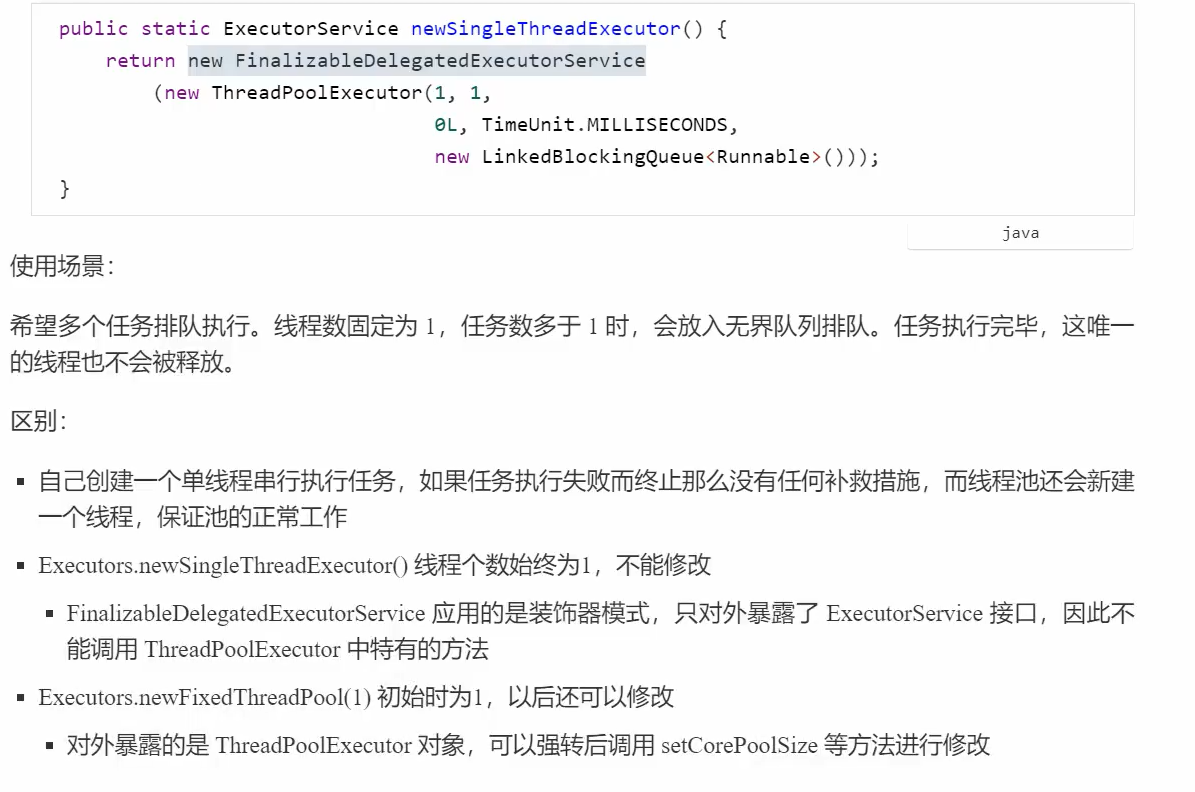 public static ExecutorService newSingleThreadExecutor() {
return new FinalizableDelegatedExecutorService
(new ThreadPoolExecutor(1, 1,
0L, TimeUnit.MILLISECONDS,
new LinkedBlockingQueue<Runnable>()));
}
java
使用场景：
希望多个任务排队执行。线程数固定为 1，任务数多于 1 时，会放入无界队列排队。任务执行完毕，这唯一
的线程也不会被释放。
区别：
自己创建一个单线程串行执行任务，如果任务执行失败而终止那么没有任何补救措施，而线程池还会新建
一个线程，保证池的正常工作
Executors.newSingleThreadExecutor() 线程个数始终为1，不能修改
FinalizableDelegatedExecutorService 应用的是装饰器模式，只对外暴露了 ExecutorService 接口，因此不
能调用 ThreadPoolExecutor 中特有的方法
Executors.newFixedThreadPool(1) 初始时为1，以后还可以修改
对外暴露的是 ThreadPoolExecutor 对象，可以强转后调用 setCorePoolSize 等方法进行修改